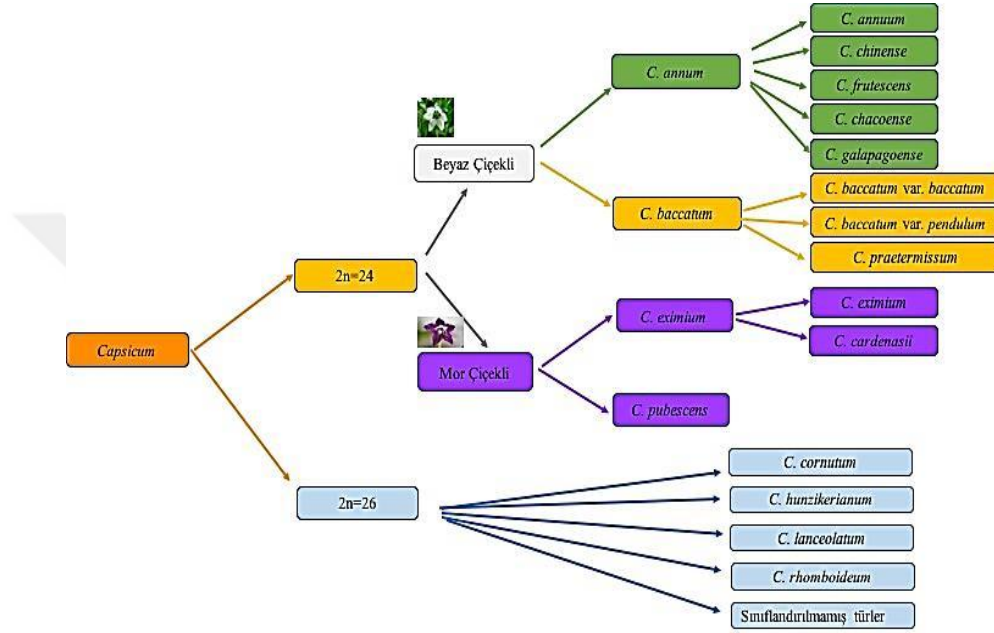 Capsicum
2n=24
2n=26
Beyaz Çiçekli
Mor Çiçekli
C. annum
C. baccatum
C. eximium
C. pubescens
C. annuum
C. chinense
C. frutescens
C. chacoense
C. galapagoense
C. baccatum var. baccatum
C. baccatum var. pendulum
C. praetermissum
C. eximium
C. cardenasii
C. cornutum
C. hunzikerianum
C. lanceolatum
C. rhomboideum
Sınıflandırılmamış türler